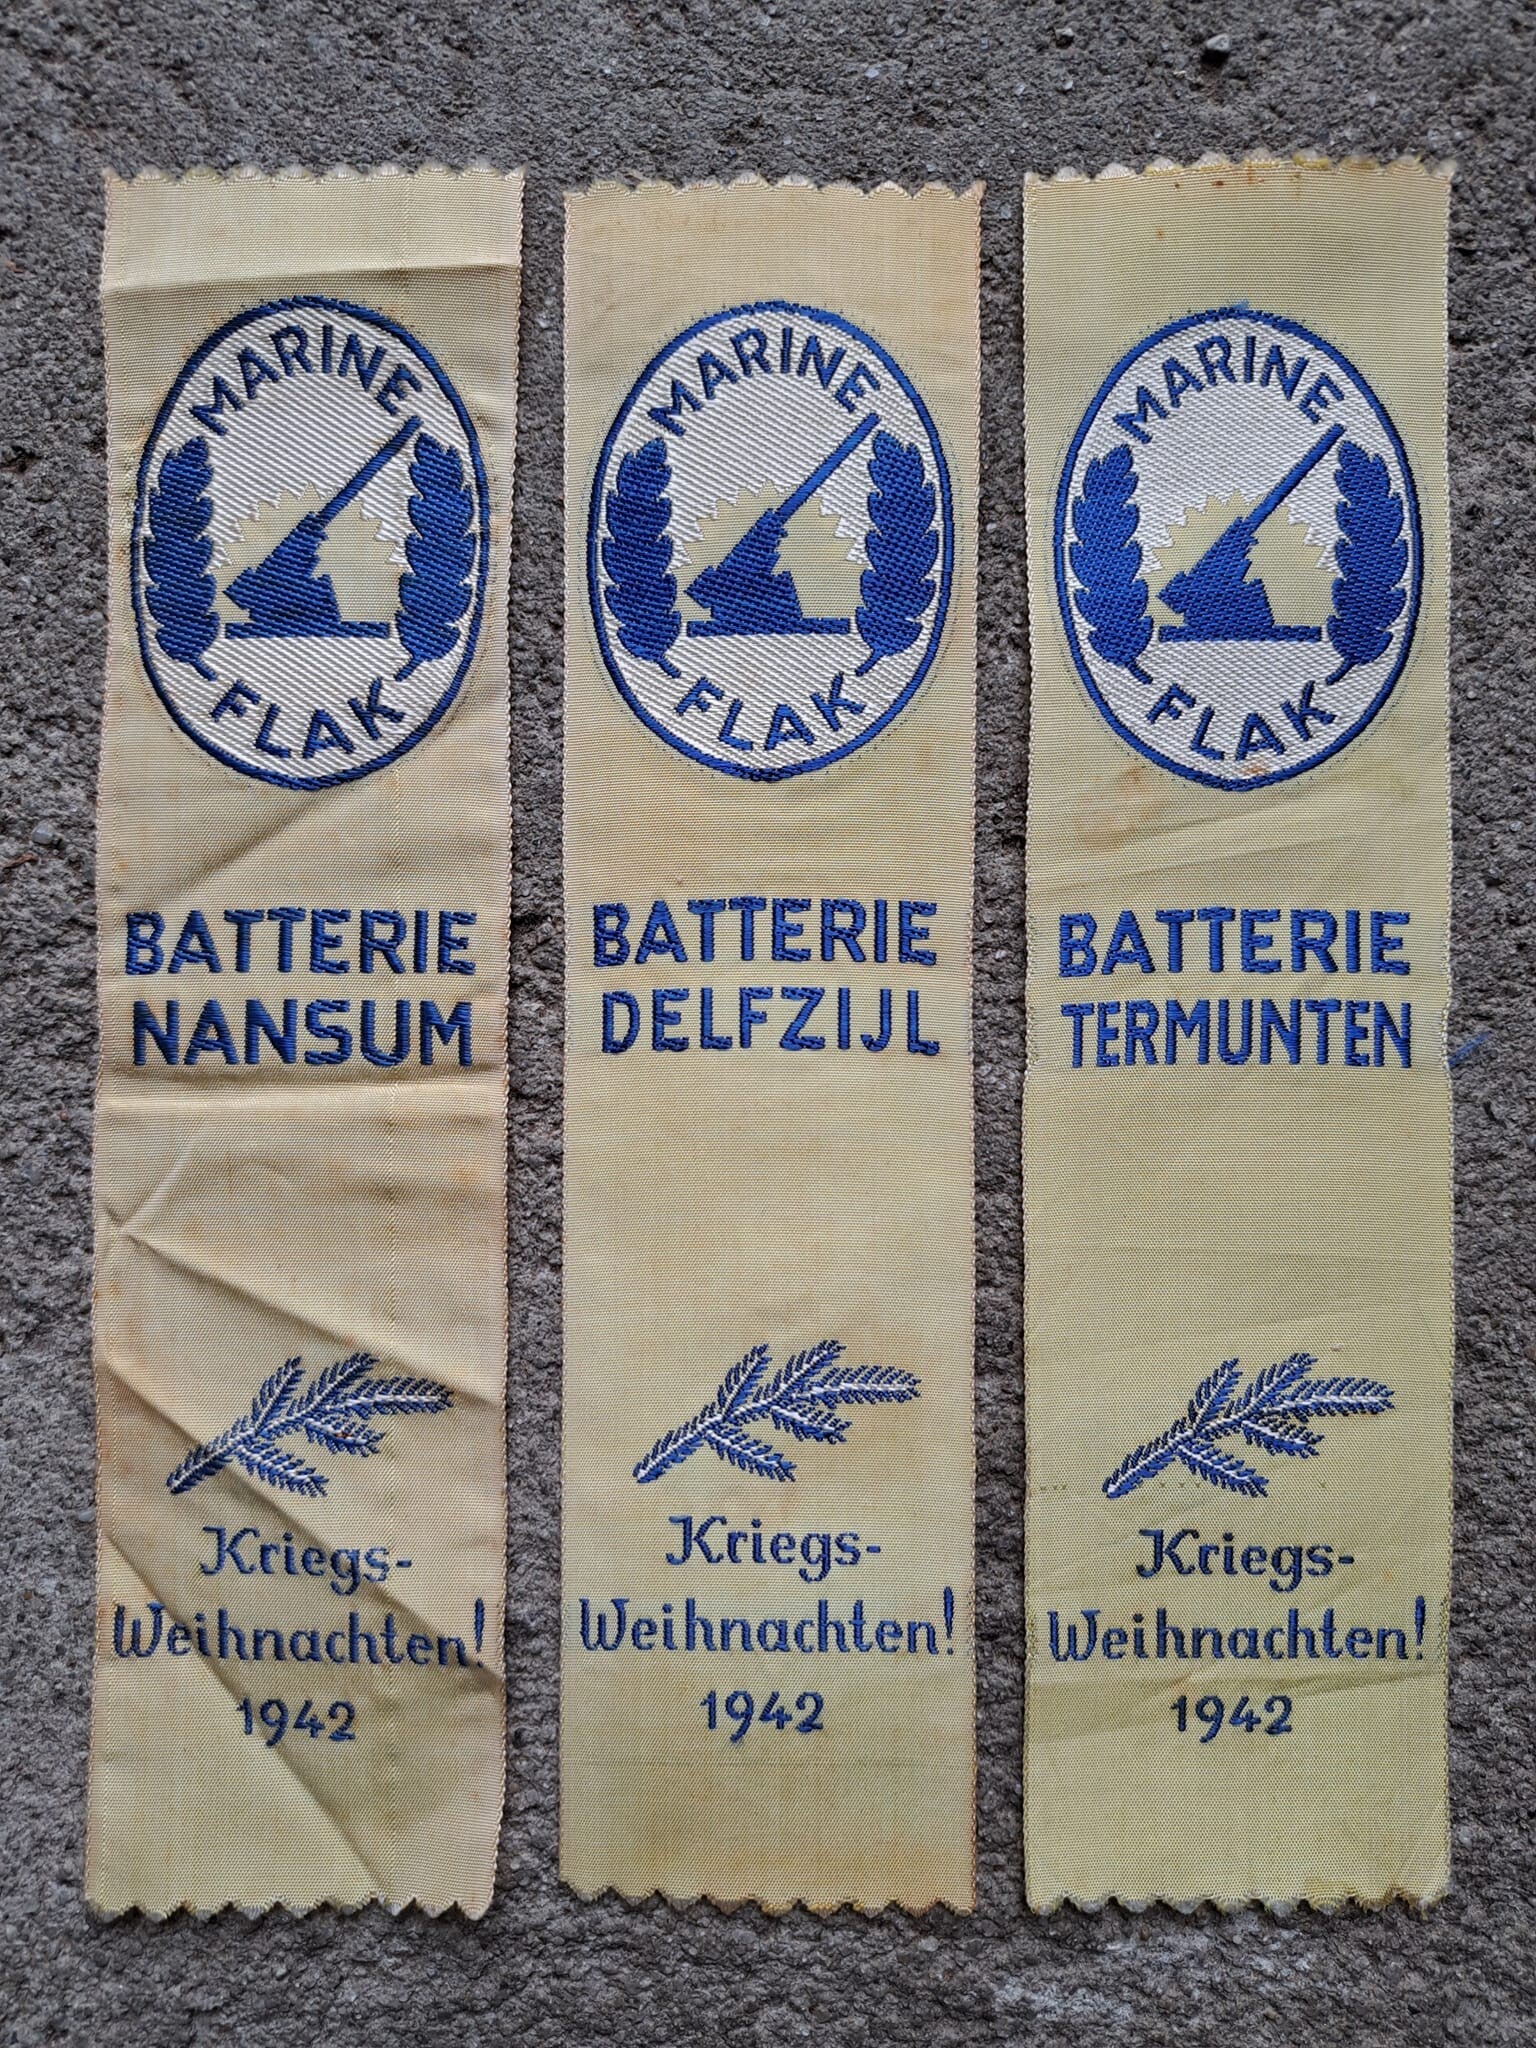 MARINE
FLAK
BATTERIE
NANSUM
Kriegs-
Weihnachten!
1942
MARINE
FLAK
BATTERIE
DELFZIJL
Kriegs-
Weihnachten!
1942
MARINE
FLAK
BATTERIE
TERMUNTEN
Kriegs-
Weihnachten!
1942